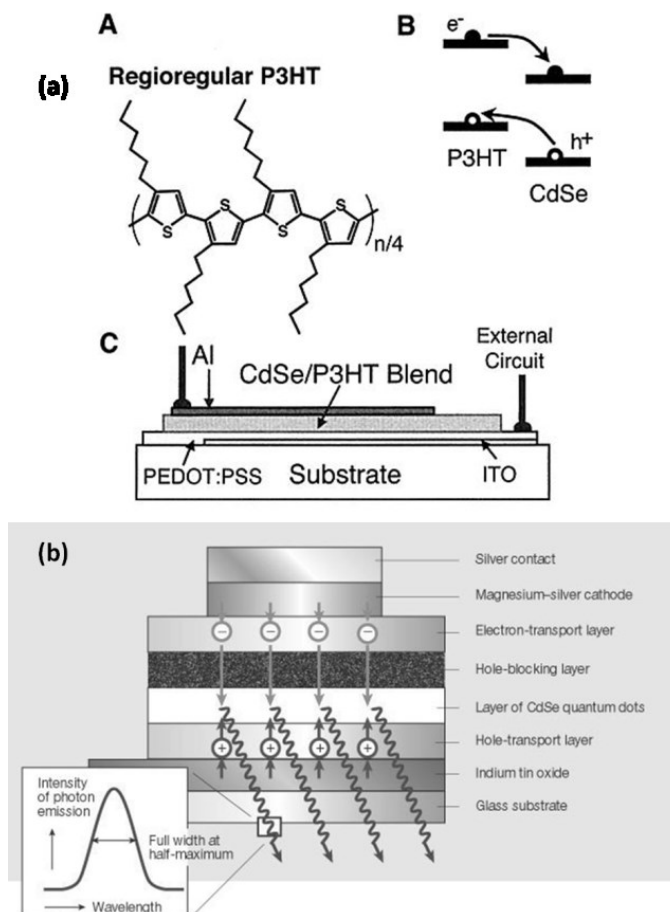 A
B
(a)
Regioregular P3HT
e-
h+
P3HT
CdSe
S
S
S
S
n/4
C
Al
External
Circuit
CdSe/P3HT Blend
PEDOT:PSS
Substrate
ITO
(b)
Silver contact
Magnesium–silver cathode
Electron-transport layer
Hole-blocking layer
Layer of CdSe quantum dots
Hole-transport layer
Indium tin oxide
Glass substrate
− − − −
+ + + +
Intensity
of photon
emission
Full width at
half-maximum
Wavelength